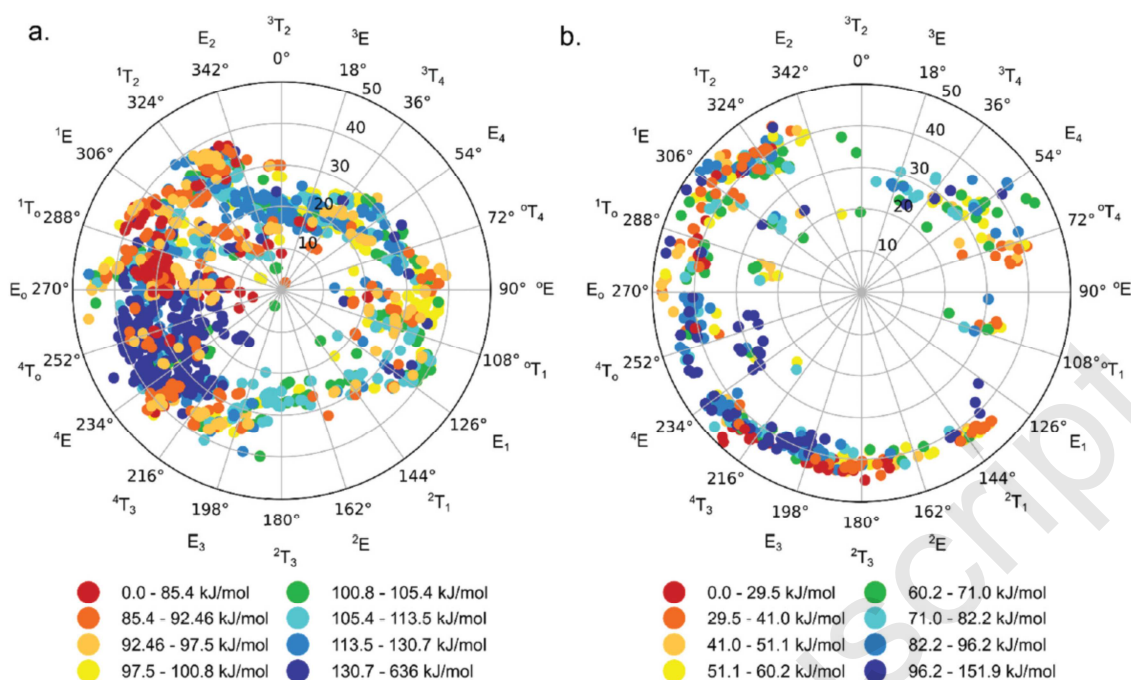 a.
³T₂
0°
³E
18°
³T₄
36°
E₄
54°
⁰T₄
72°
⁰E
90°
108°
⁰T₁
126°
E₁
144°
²T₁
162°
²E
180°
²T₃
198°
E₃
216°
⁴T₃
234°
⁴E
252°
⁴T₀
E₀ 270°
288°
¹T₀
306°
¹E
324°
¹T₂
342°
E₂
10
20
30
40
50
0.0 - 85.4 kJ/mol
85.4 - 92.46 kJ/mol
92.46 - 97.5 kJ/mol
97.5 - 100.8 kJ/mol
100.8 - 105.4 kJ/mol
105.4 - 113.5 kJ/mol
113.5 - 130.7 kJ/mol
130.7 - 636 kJ/mol
b.
³T₂
0°
³E
18°
³T₄
36°
E₄
54°
⁰T₄
72°
⁰E
90°
108°
⁰T₁
126°
E₁
144°
²T₁
162°
²E
180°
²T₃
198°
E₃
216°
⁴T₃
234°
⁴E
252°
⁴T₀
E₀ 270°
288°
¹T₀
306°
¹E
324°
¹T₂
342°
E₂
10
20
30
40
50
0.0 - 29.5 kJ/mol
29.5 - 41.0 kJ/mol
41.0 - 51.1 kJ/mol
51.1 - 60.2 kJ/mol
60.2 - 71.0 kJ/mol
71.0 - 82.2 kJ/mol
82.2 - 96.2 kJ/mol
96.2 - 151.9 kJ/mol
script